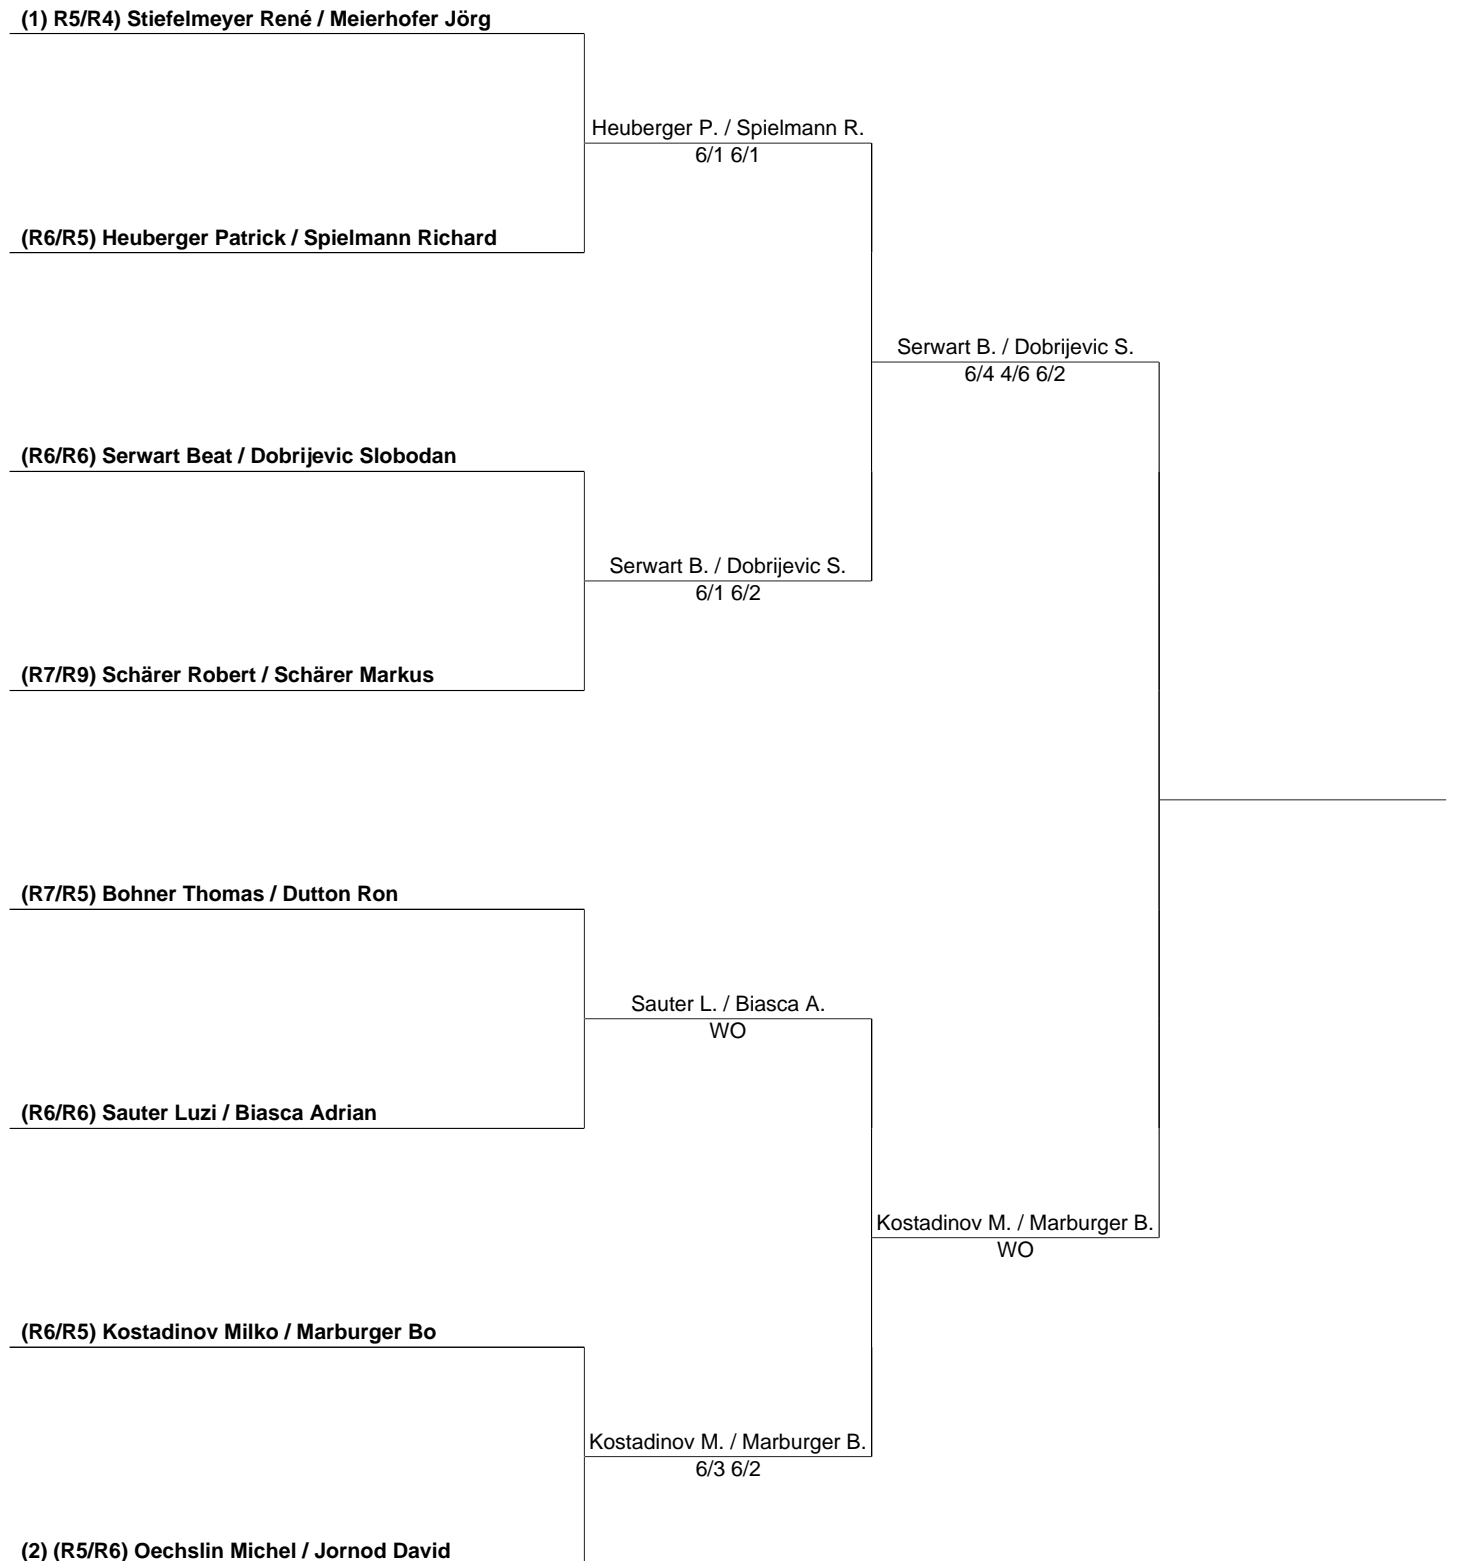 (1) R5/R4) Stiefelmeyer René / Meierhofer Jörg
Heuberger P. / Spielmann R.
6/1 6/1
(R6/R5) Heuberger Patrick / Spielmann Richard
Serwart B. / Dobrijevic S.
6/4 4/6 6/2
(R6/R6) Serwart Beat / Dobrijevic Slobodan
Serwart B. / Dobrijevic S.
6/1 6/2
(R7/R9) Schärer Robert / Schärer Markus
(R7/R5) Bohner Thomas / Dutton Ron
Sauter L. / Biasca A.
WO
(R6/R6) Sauter Luzi / Biasca Adrian
Kostadinov M. / Marburger B.
WO
(R6/R5) Kostadinov Milko / Marburger Bo
Kostadinov M. / Marburger B.
6/3 6/2
(2) (R5/R6) Oechslin Michel / Jornod David